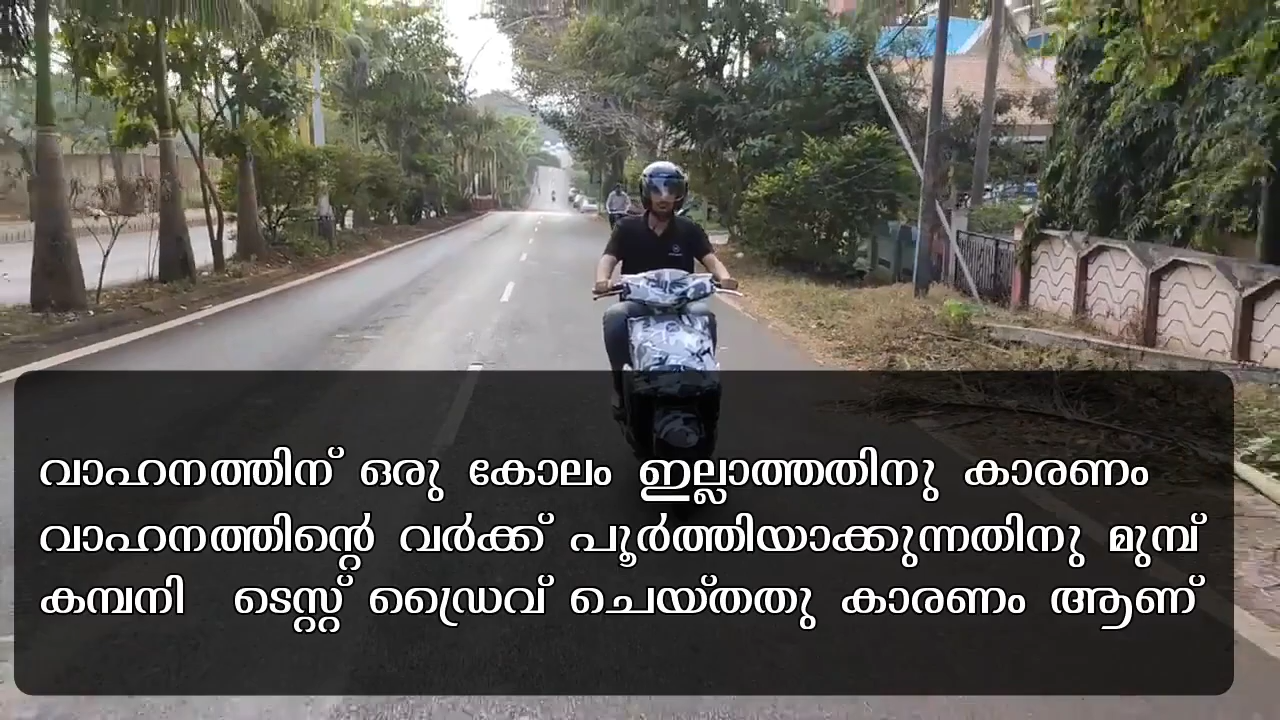 വാഹനത്തിന് ഒരു കോലം ഇല്ലാത്തതിനു കാരണം
വാഹനത്തിന്റെ വർക്ക് പൂർത്തിയാക്കുന്നതിനു മുമ്പ്
കമ്പനി ടെസ്റ്റ് ഡ്രൈവ് ചെയ്തതു കാരണം ആണ്